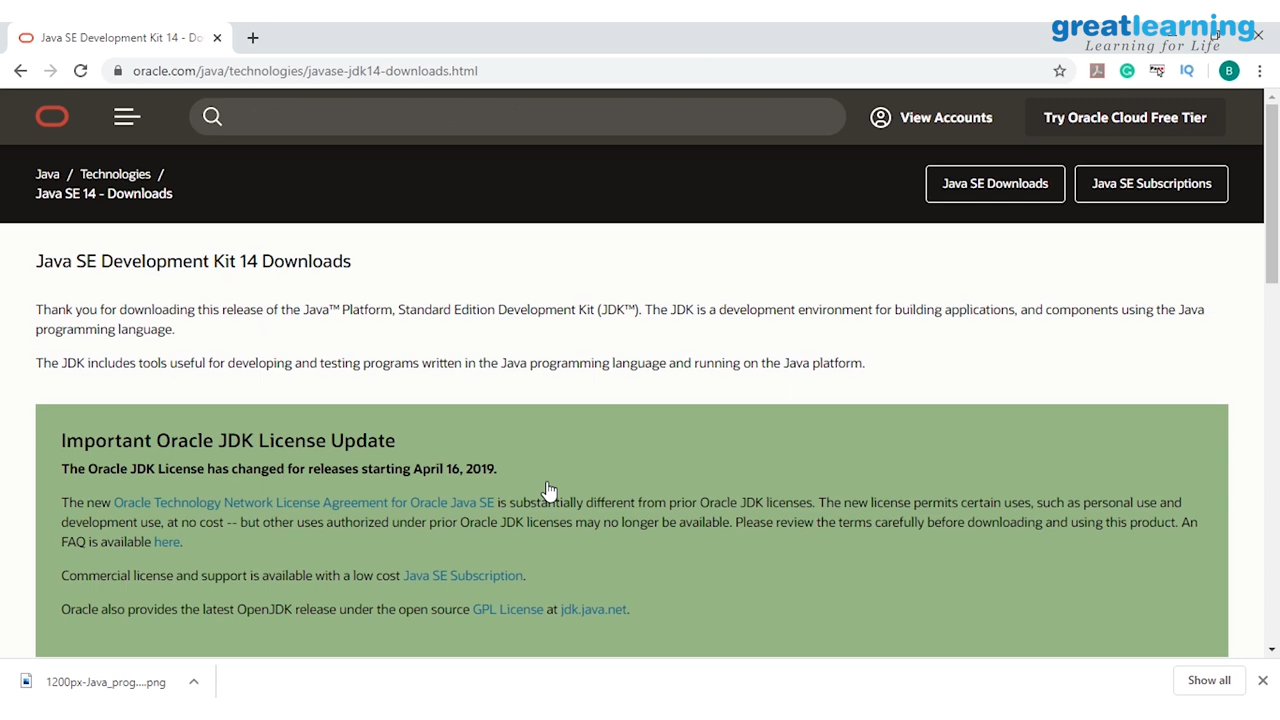 greatlearning
Learning for Life
Java SE Development Kit 14 - Do
oracle.com/java/technologies/javase-jdk14-downloads.html
IQ
B
View Accounts
Try Oracle Cloud Free Tier
Java / Technologies /
Java SE 14 - Downloads
Java SE Downloads
Java SE Subscriptions
Java SE Development Kit 14 Downloads
Thank you for downloading this release of the Java™ Platform, Standard Edition Development Kit (JDK™). The JDK is a development environment for building applications, and components using the Java
programming language.
The JDK includes tools useful for developing and testing programs written in the Java programming language and running on the Java platform.
Important Oracle JDK License Update
The Oracle JDK License has changed for releases starting April 16, 2019.
The new Oracle Technology Network License Agreement for Oracle Java SE is substantially different from prior Oracle JDK licenses. The new license permits certain uses, such as personal use and
development use, at no cost -- but other uses authorized under prior Oracle JDK licenses may no longer be available. Please review the terms carefully before downloading and using this product. An
FAQ is available here.
Commercial license and support is available with a low cost Java SE Subscription.
Oracle also provides the latest OpenJDK release under the open source GPL License at jdk.java.net.
1200px-Java_prog....png
Show all